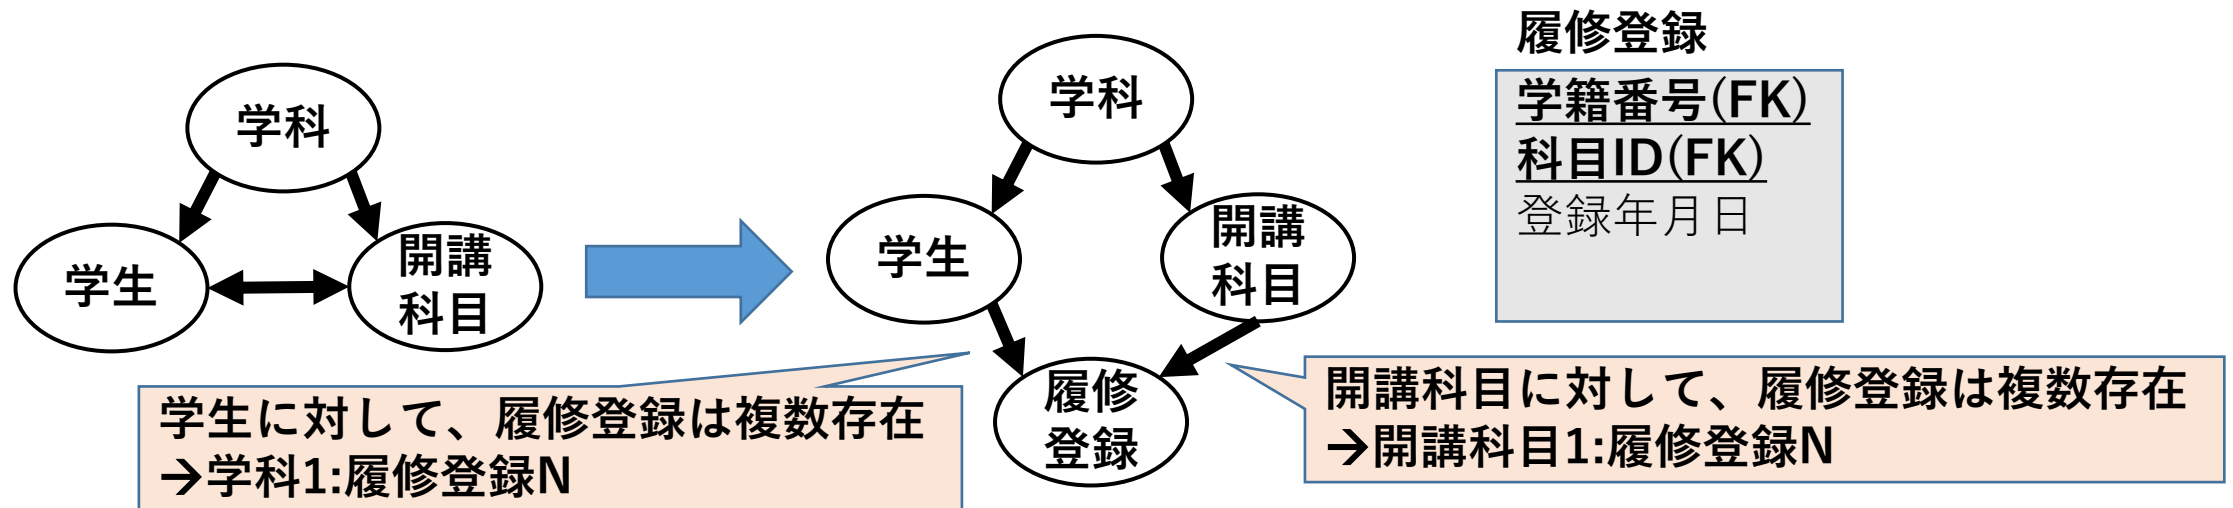 学科
学生
開講
科目
学科
学生
開講
科目
履修
登録
履修登録
学籍番号(FK)
科目ID(FK)
登録年月日
学生に対して、履修登録は複数存在
→学科1:履修登録N
開講科目に対して、履修登録は複数存在
→開講科目1:履修登録N